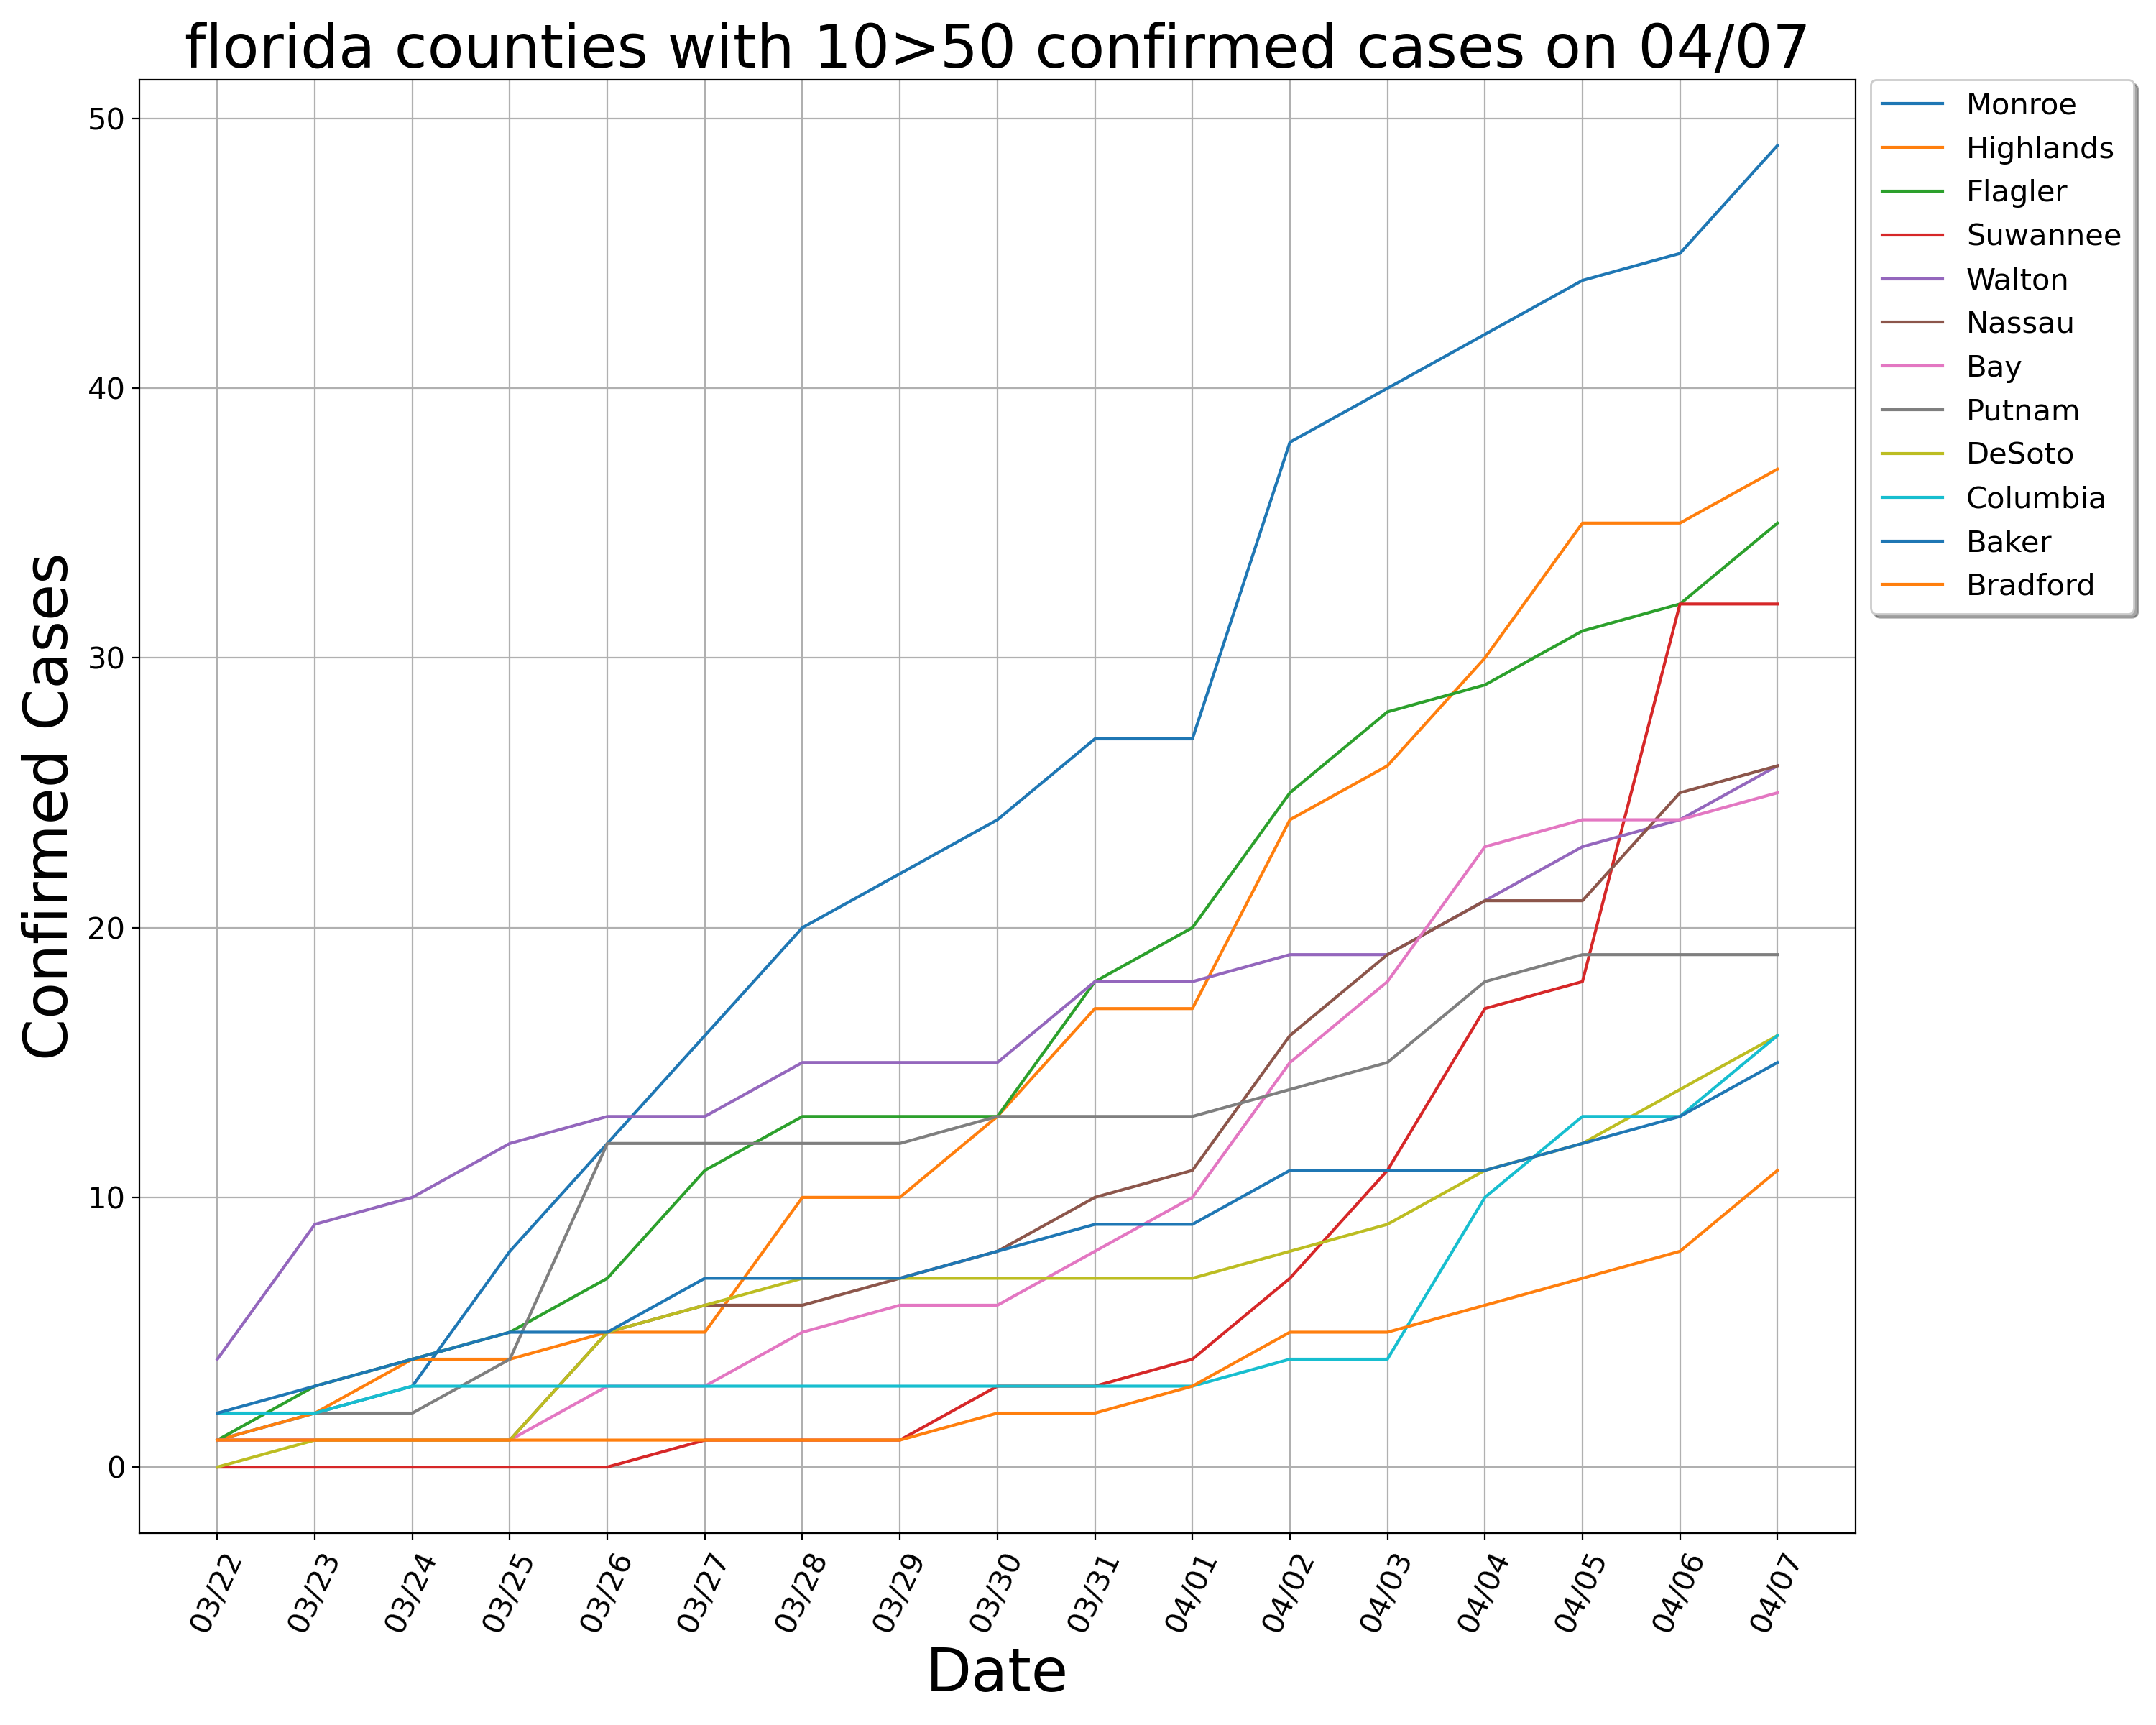 florida counties with 10>50 confirmed cases on 04/07
Confirmed Cases
50
40
30
20
10
0
03/22
03/23
03/24
03/25
03/26
03/27
03/28
03/29
03/30
03/31
04/01
04/02
04/03
04/04
04/05
04/06
04/07
Date
Monroe
Highlands
Flagler
Suwannee
Walton
Nassau
Bay
Putnam
DeSoto
Columbia
Baker
Bradford